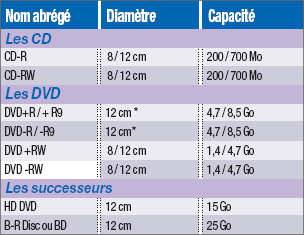 Nom abrégé Diamètre Capacité
Les CD
CD-R 8 / 12 cm 200 / 700 Mo
CD-RW 8 / 12 cm 200 / 700 Mo
Les DVD
DVD+R / + R9 12 cm * 4,7 / 8,5 Go
DVD-R / -R9 12 cm* 4,7 / 8,5 Go
DVD +RW 8 / 12 cm 1,4 / 4,7 Go
DVD -RW 8 / 12 cm 1,4 / 4,7 Go
Les successeurs
HD DVD 12 cm 15 Go
B-R Disc ou BD 12 cm 25 Go